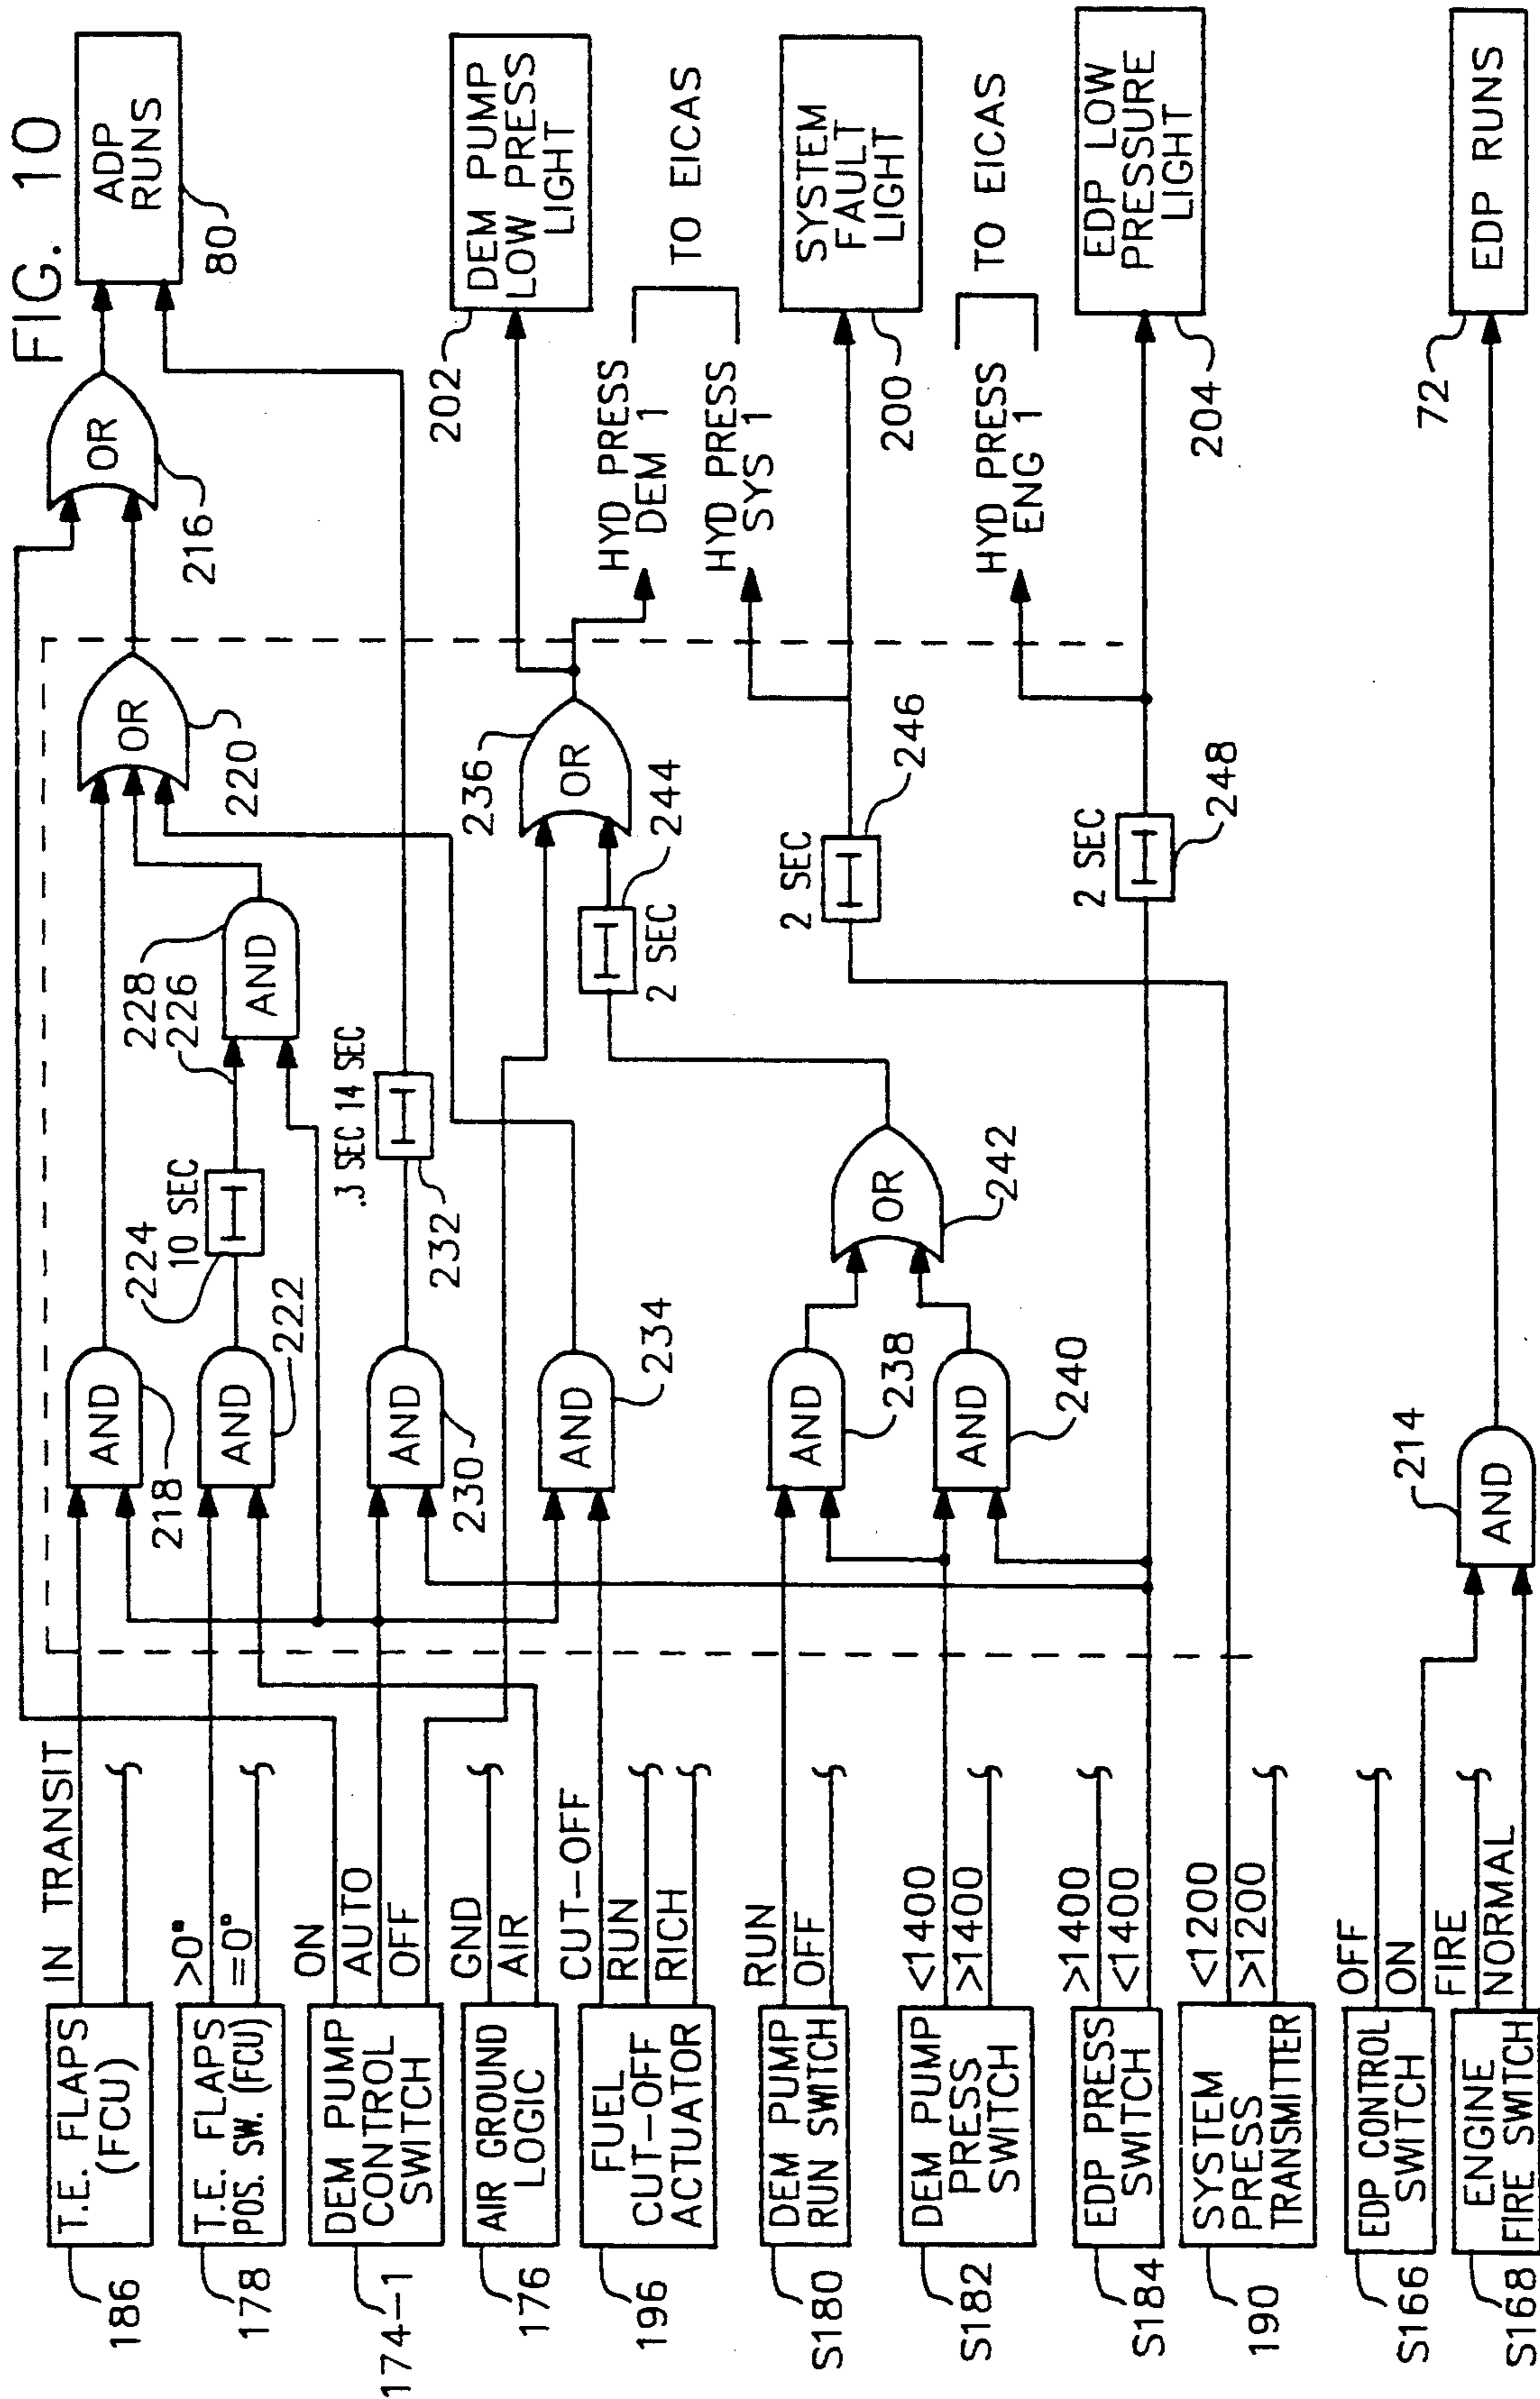 FIG. 10
T.E. FLAPS
(FCU)
186
IN TRANSIT
T.E. FLAPS
POS. SW. (FCU)
178
>0°
=0°
DEM PUMP
CONTROL
SWITCH
174-1
ON
AUTO
OFF
AIR GROUND
LOGIC
176
GND
AIR
FUEL
CUT-OFF
ACTUATOR
196
CUT-OFF
RUN
RICH
DEM PUMP
RUN SWITCH
S180
RUN
OFF
DEM PUMP
PRESS
SWITCH
S182
<1400
>1400
EDP PRESS
SWITCH
S184
>1400
<1400
SYSTEM
PRESS
TRANSMITTER
190
<1200
>1200
EDP CONTROL
SWITCH
S166
OFF
ON
ENGINE
FIRE SWITCH
S168
FIRE
NORMAL
AND
218
AND
222
AND
230
AND
234
AND
238
AND
240
AND
214
224
10 SEC
.3 SEC 14 SEC
232
OR
242
228
226
AND
2 SEC
244
2 SEC
246
2 SEC
248
OR
220
236
OR
OR
216
HYD PRESS
DEM 1
HYD PRESS
SYS 1
TO EICAS
HYD PRESS
ENG 1
TO EICAS
ADP
RUNS
80
DEM PUMP
LOW PRESS
LIGHT
202
SYSTEM
FAULT
LIGHT
200
EDP LOW
PRESSURE
LIGHT
204
EDP RUNS
72